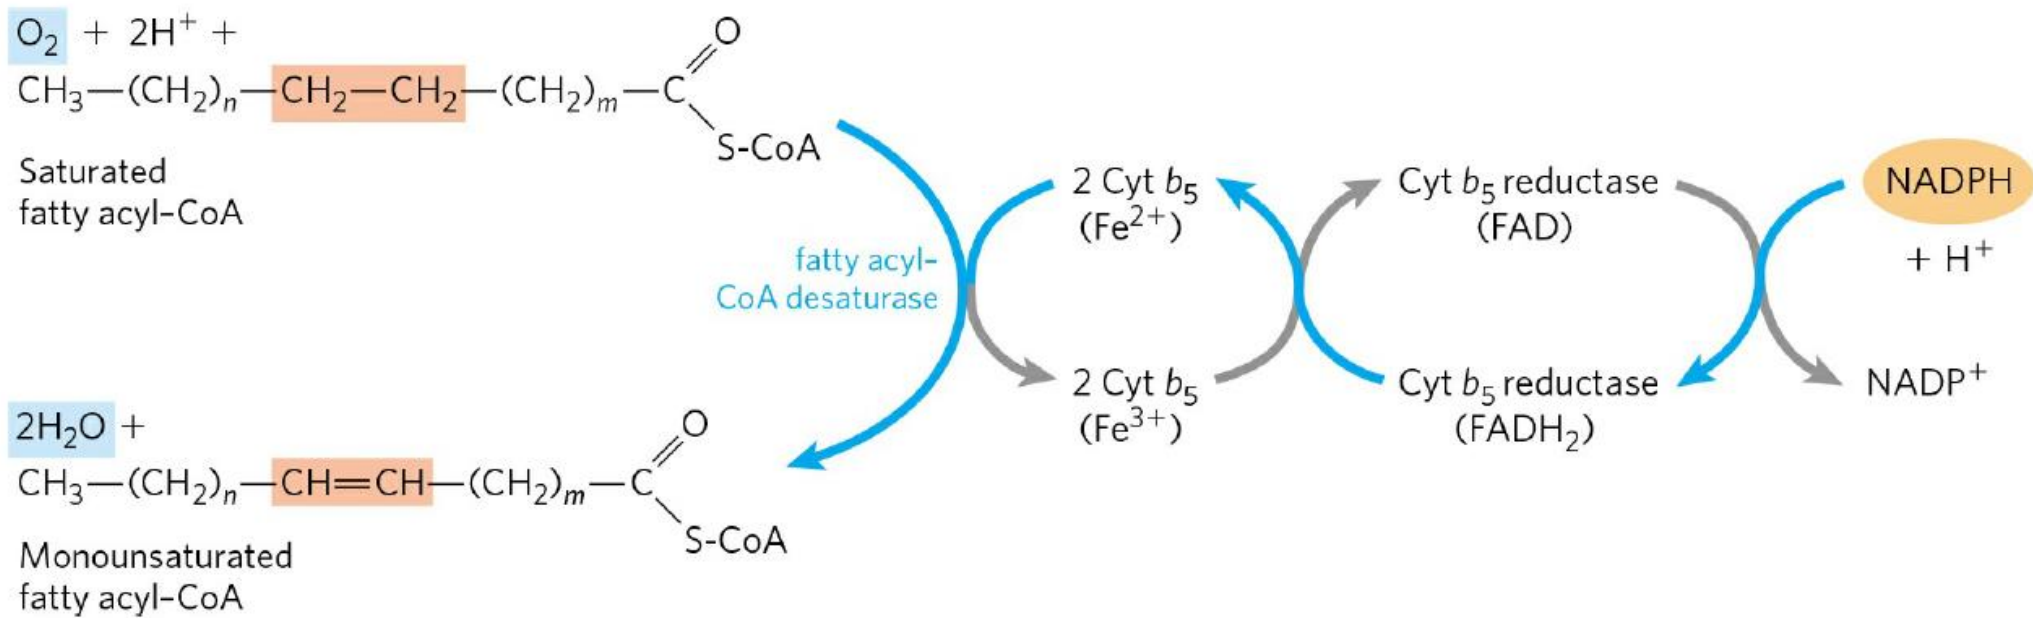 O₂ + 2H⁺ +
CH₃—(CH₂)ₙ—CH₂—CH₂—(CH₂)ₘ—C
O
S-CoA
Saturated
fatty acyl–CoA
fatty acyl–
CoA desaturase
2 Cyt b₅
(Fe²⁺)
Cyt b₅ reductase
(FAD)
NADPH
+ H⁺
2 Cyt b₅
(Fe³⁺)
Cyt b₅ reductase
(FADH₂)
NADP⁺
2H₂O +
CH₃—(CH₂)ₙ—CH=CH—(CH₂)ₘ—C
O
S-CoA
Monounsaturated
fatty acyl–CoA